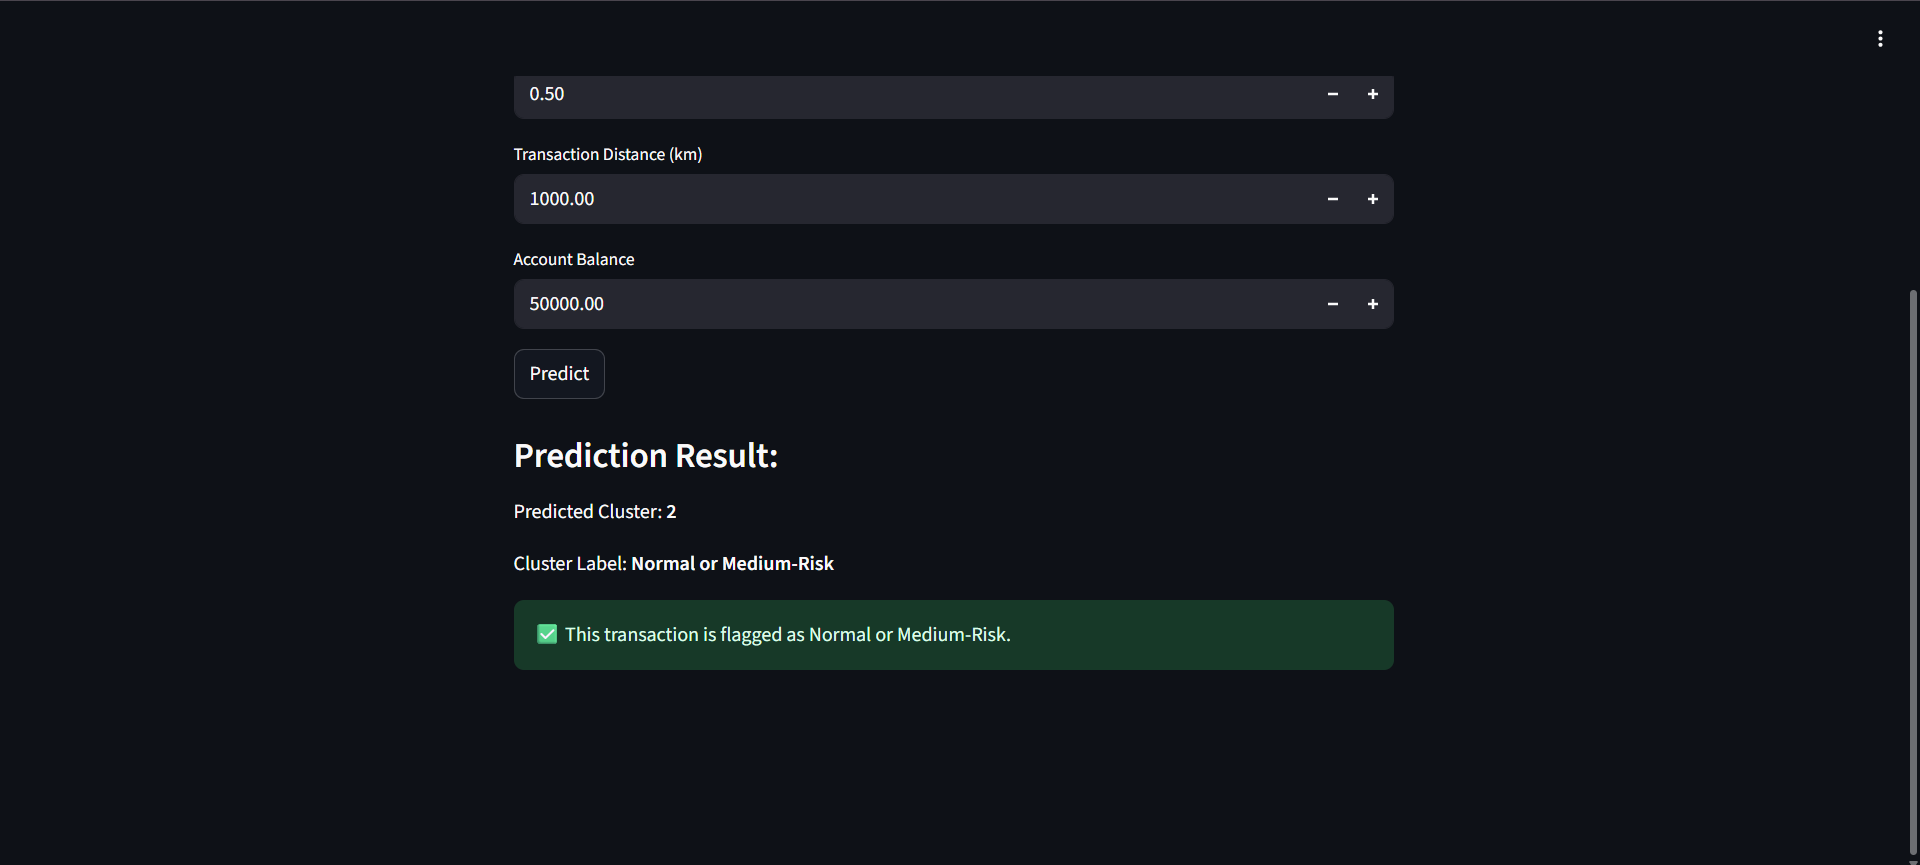 0.50
Transaction Distance (km)
1000.00
Account Balance
50000.00
Predict
Prediction Result:
Predicted Cluster: 2
Cluster Label: Normal or Medium-Risk
✅ This transaction is flagged as Normal or Medium-Risk.